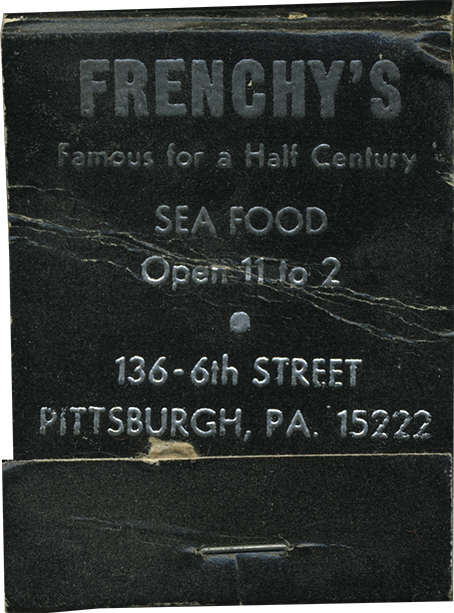 FRENCHY'S
Famous for a Half Century
SEA FOOD
Open 11 to 2
136-6th STREET
PITTSBURGH, PA. 15222